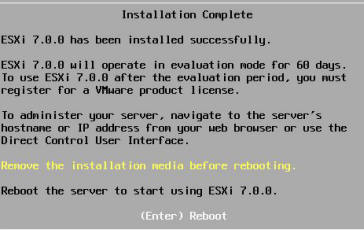 Installation Complete
ESXi 7.0.0 has been installed successfully.
ESXi 7.0.0 will operate in evaluation mode for 60 days.
To use ESXi 7.0.0 after the evaluation period, you must
register for a VMware product license.
To administer your server, navigate to the server's
hostname or IP address from your web browser or use the
Direct Control User Interface.
Remove the installation media before rebooting.
Reboot the server to start using ESXi 7.0.0.
(Enter) Reboot